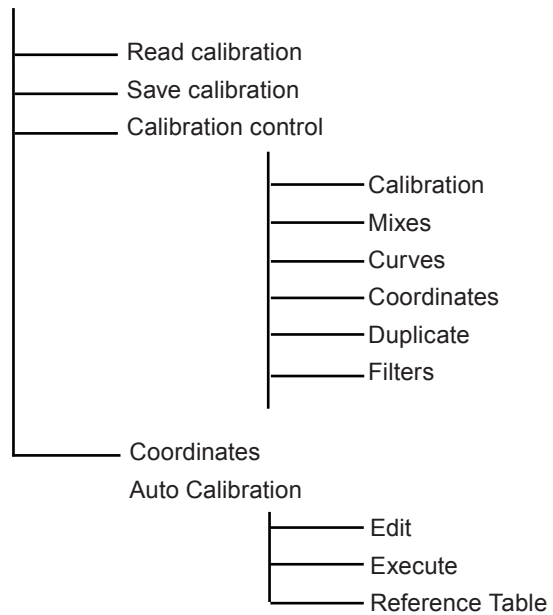 Read calibration
Save calibration
Calibration control
Calibration
Mixes
Curves
Coordinates
Duplicate
Filters
Coordinates
Auto Calibration
Edit
Execute
Reference Table